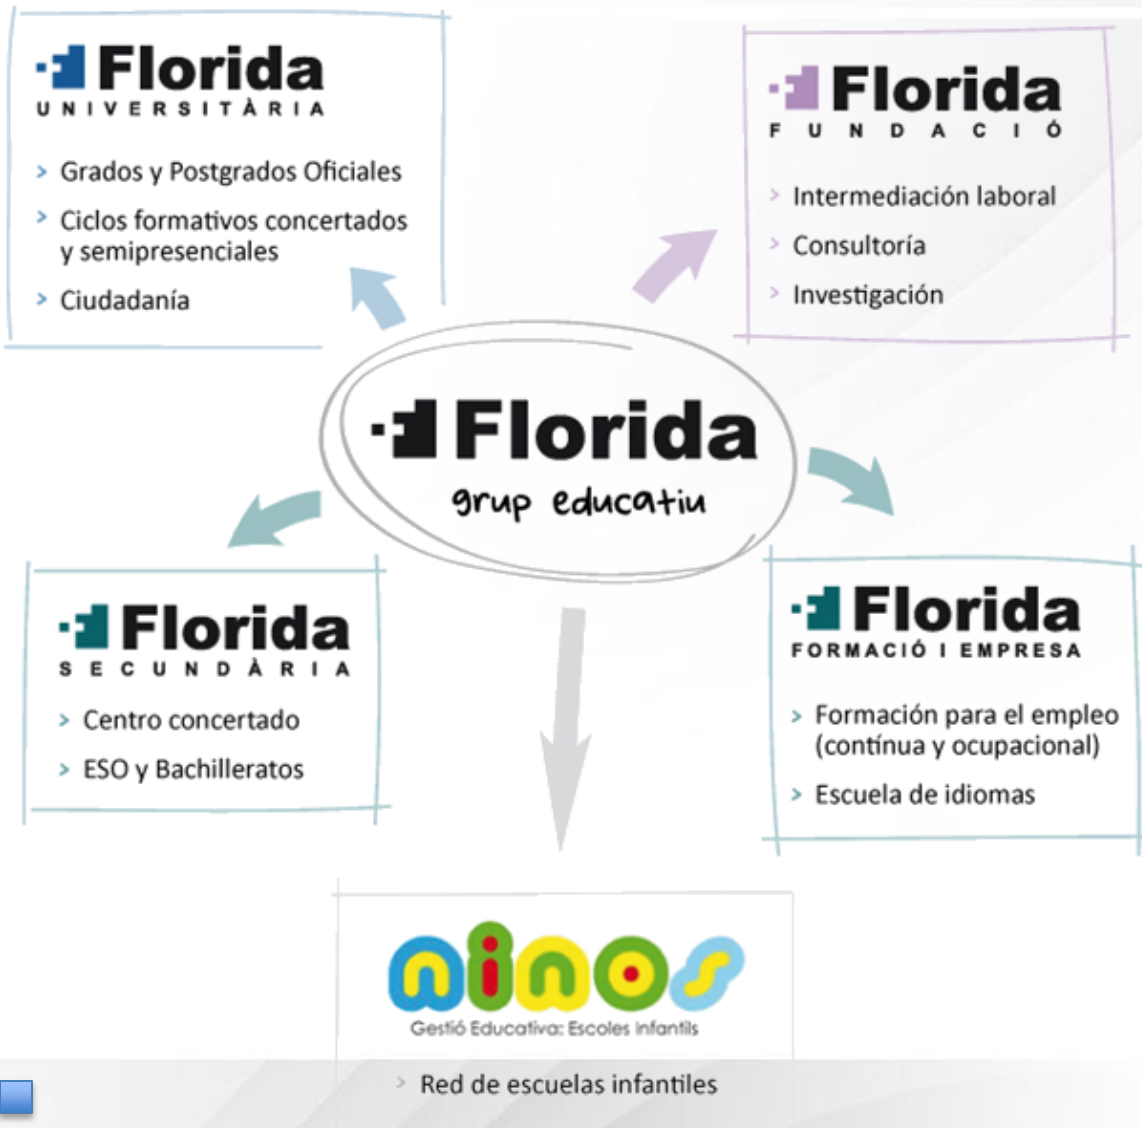 Florida
UNIVERSITÀRIA
> Grados y Postgrados Oficiales
> Ciclos formativos concertados
y semipresenciales
> Ciudadanía
Florida
FUNDACIÓ
> Intermediación laboral
> Consultoría
> Investigación
Florida
grup educatiu
Florida
SECUNDÀRIA
> Centro concertado
> ESO y Bachilleratos
Florida
FORMACIÓ I EMPRESA
> Formación para el empleo
(contínua y ocupacional)
> Escuela de idiomas
ninos
Gestió Educativa: Escoles Infantils
> Red de escuelas infantiles